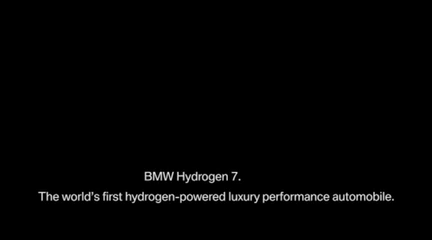 BMW Hydrogen 7.
The world's first hydrogen-powered luxury performance automobile.